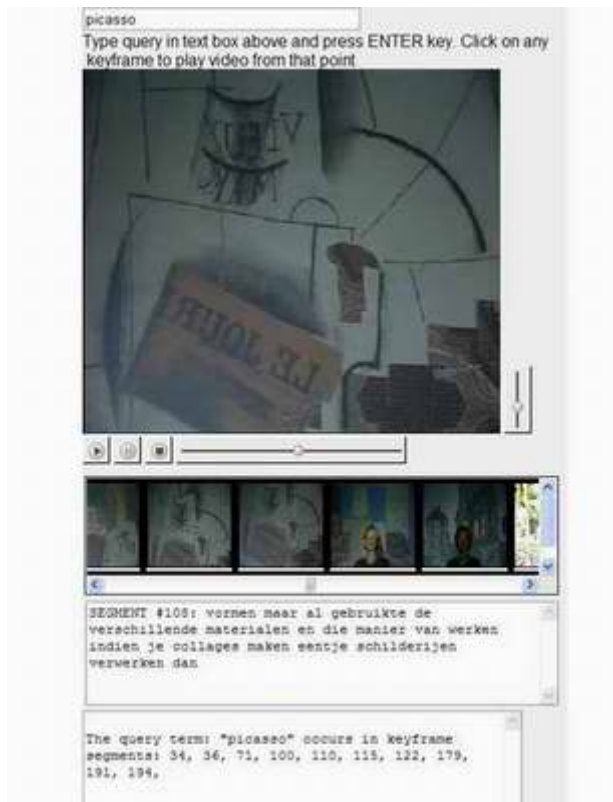 picasso
Type query in text box above and press ENTER key. Click on any
keyframe to play video from that point
LE JOUR
SEGMENT #108: vormen maar al gebruikte de
verschillende materialen en die manier van werken
indien je collages maken eentje schilderijen
verwerken dan
The query term: "picasso" occurs in keyframe
segments: 34, 36, 71, 100, 110, 115, 122, 179,
191, 194,